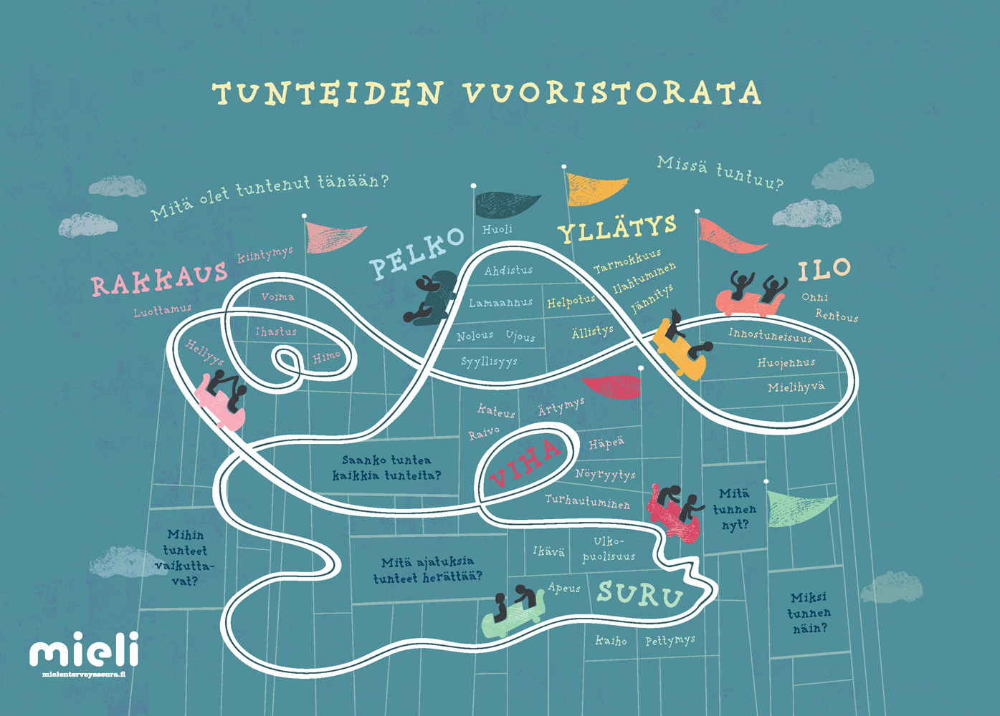 TUNTEIDEN VUORISTORATA
Mitä olet tuntenut tänään?
Missä tuntuu?
RAKKAUS
Kiintymys
Luottamus
Voima
Ihastus
Hellyys
Himo
PELKO
Huoli
Ahdistus
Lamaannus
Nolous
Ujous
Syyllisyys
YLLÄTYS
Tarmokkuus
Ilahtuminen
Jännitys
Helpotus
Ällistys
ILO
Onni
Rentous
Innostuneisuus
Huojennus
Mielihyvä
Kateus
Ärtymys
Raivo
VIHA
Häpeä
Nöyryytys
Turhautuminen
Saanko tuntea
kaikkia tunteita?
Mitä
tunnen
nyt?
Mihin
tunteet
vaikutta-
vat?
Mitä ajatuksia
tunteet herättää?
Ikävä
Ulko-
puolisuus
Apeus
SURU
Kaiho
Pettymys
Miksi
tunnen
näin?
mieli
mielenterveysseura.fi